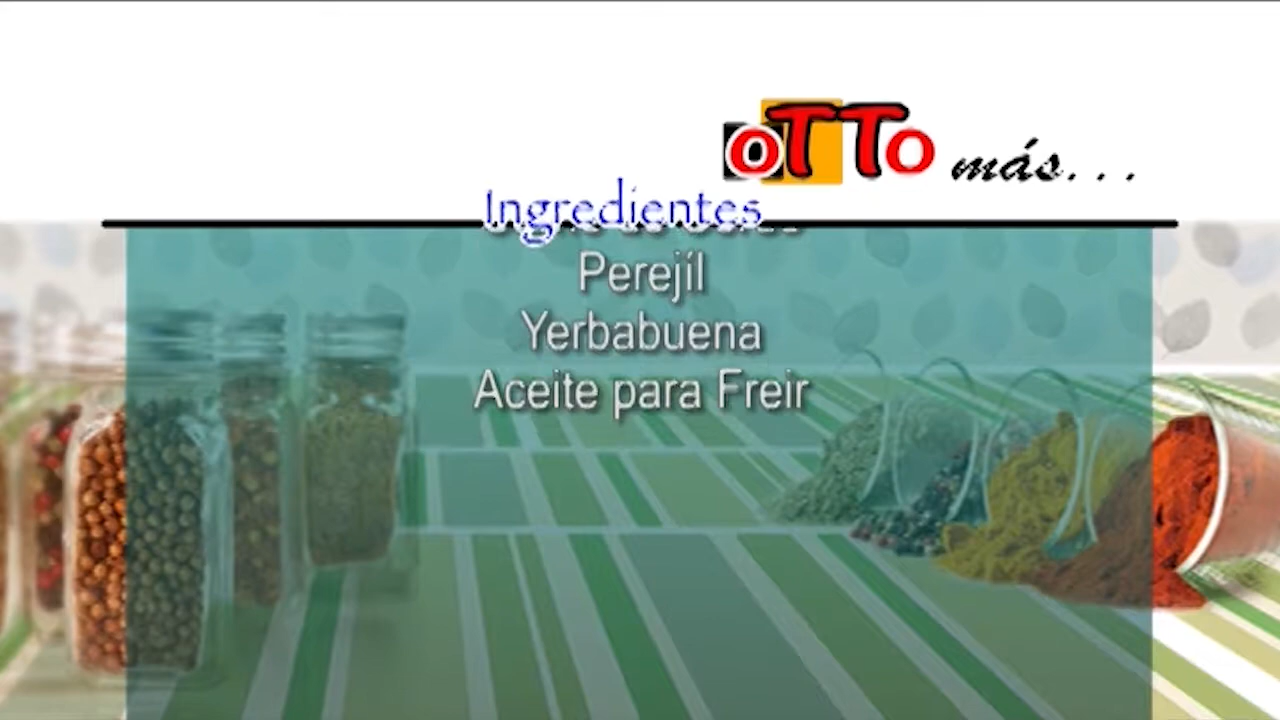 oTTo más...
Ingredientes
Perejíl
Yerbabuena
Aceite para Freir